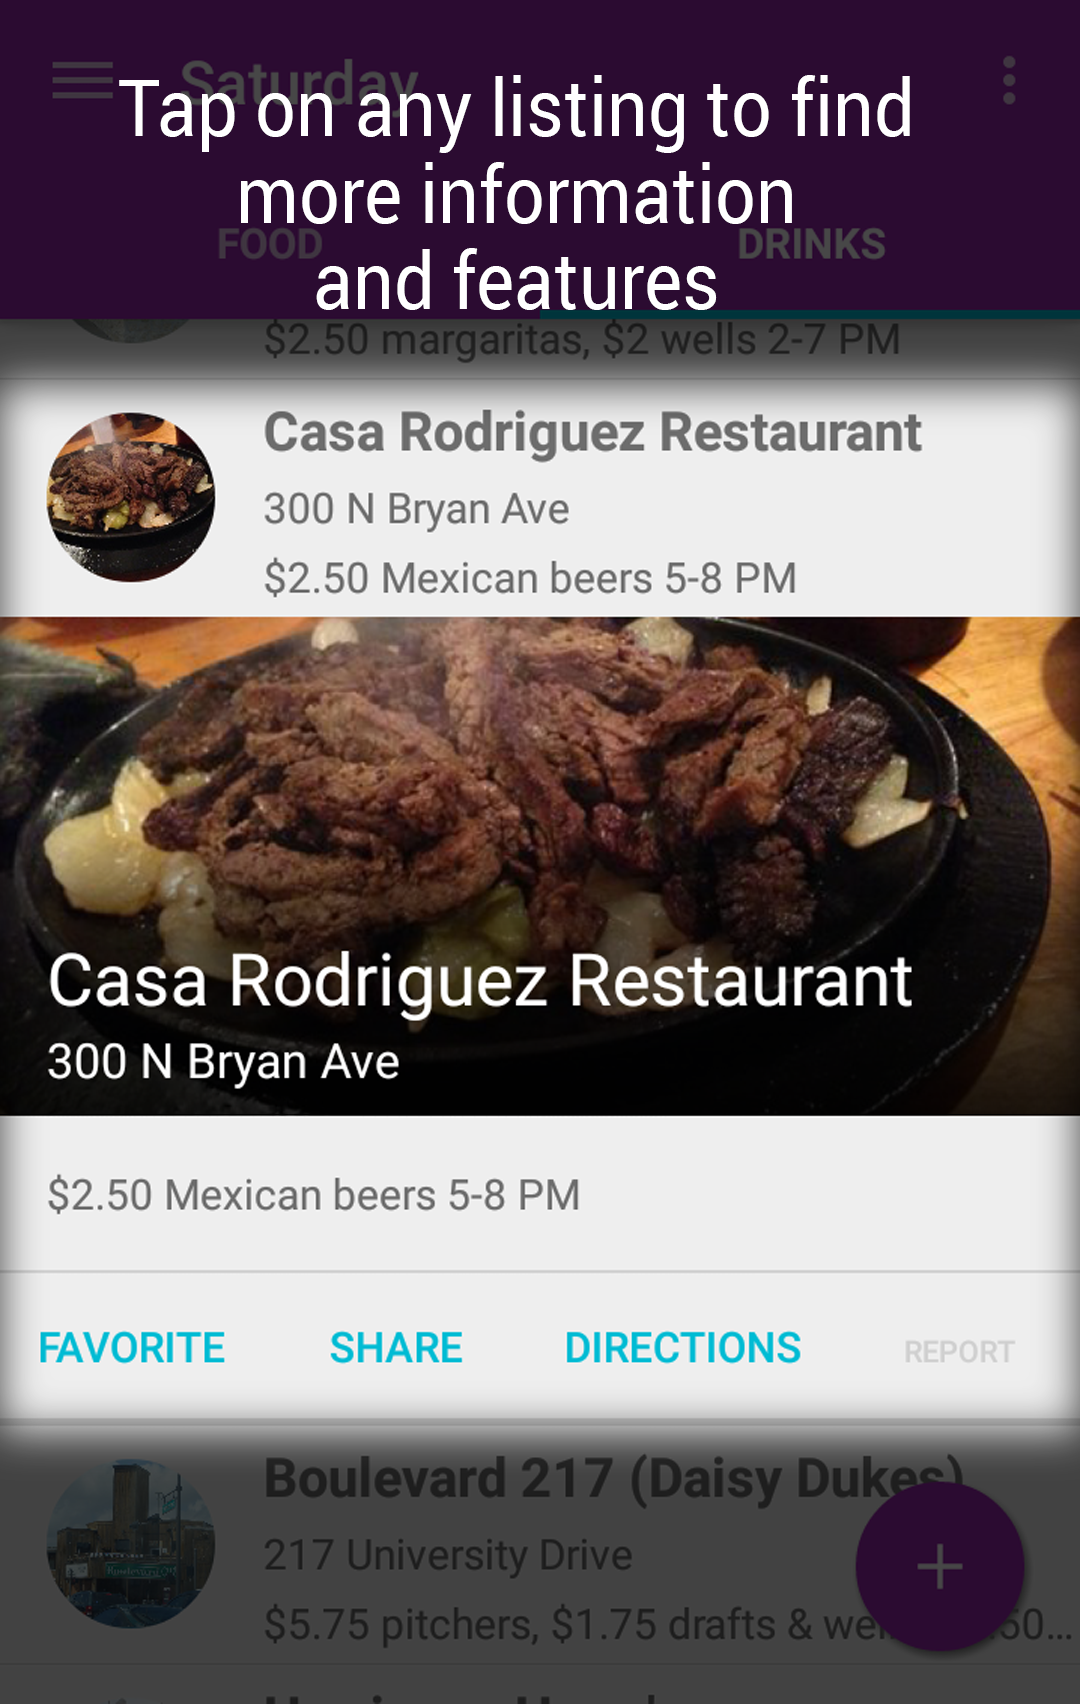 Saturday
Tap on any listing to find
more information
and features
FOOD
DRINKS
$2.50 margaritas, $2 wells 2-7 PM
Casa Rodriguez Restaurant
300 N Bryan Ave
$2.50 Mexican beers 5-8 PM
Casa Rodriguez Restaurant
300 N Bryan Ave
$2.50 Mexican beers 5-8 PM
FAVORITE
SHARE
DIRECTIONS
REPORT
Boulevard 217 (Daisy Dukes)
217 University Drive
$5.75 pitchers, $1.75 drafts &